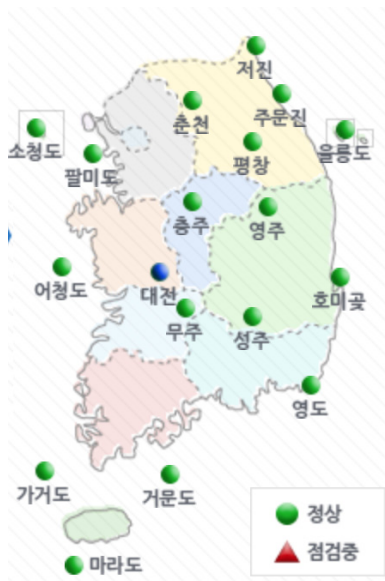 저진
춘천
주문진
소청도
평창
울릉도
팔미도
충주
영주
어청도
대전
호미곶
무주
성주
영도
가거도
거문도
정상
점검중
마라도